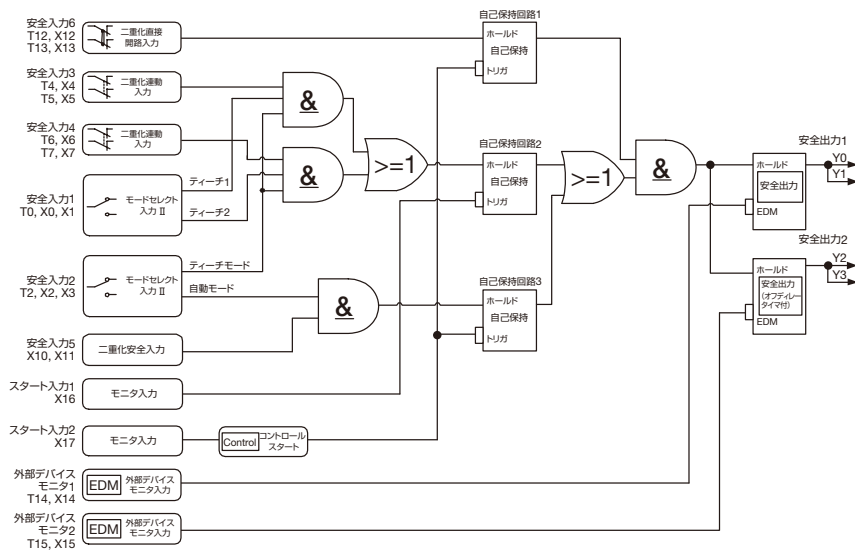 安全入力6
T12, X12
T13, X13
二重化直接
開路入力
安全入力3
T4, X4
T5, X5
二重化連動
入力
安全入力4
T6, X6
T7, X7
二重化連動
入力
安全入力1
T0, X0, X1
モードセレクト
入力 II
ティーチ1
ティーチ2
安全入力2
T2, X2, X3
モードセレクト
入力 II
ティーチモード
自動モード
安全入力5
X10, X11
二重化安全入力
スタート入力1
X16
モニタ入力
スタート入力2
X17
モニタ入力
Control
コントロール
スタート
外部デバイス
モニタ1
T14, X14
EDM
外部デバイス
モニタ入力
外部デバイス
モニタ2
T15, X15
EDM
外部デバイス
モニタ入力
&
&
&
>=1
自己保持回路1
ホールド
自己保持
トリガ
自己保持回路2
ホールド
自己保持
トリガ
自己保持回路3
ホールド
自己保持
トリガ
>=1
&
安全出力1
ホールド
安全出力
EDM
Y0
Y1
安全出力2
ホールド
安全出力
(オフディレー
タイマ付)
EDM
Y2
Y3